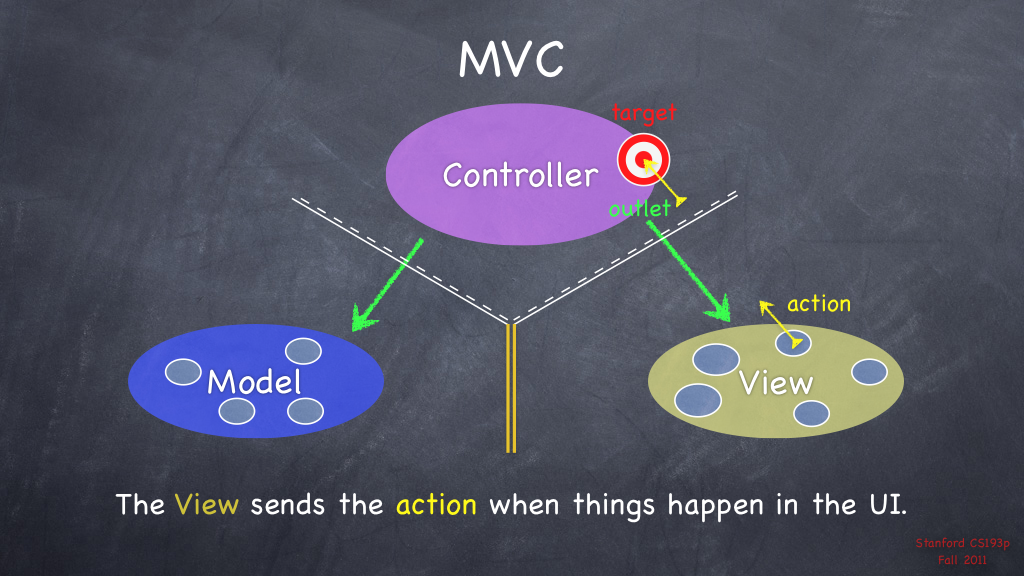 MVC
target
Controller
outlet
action
Model
View
The View sends the action when things happen in the UI.
Stanford CS193p
Fall 2011